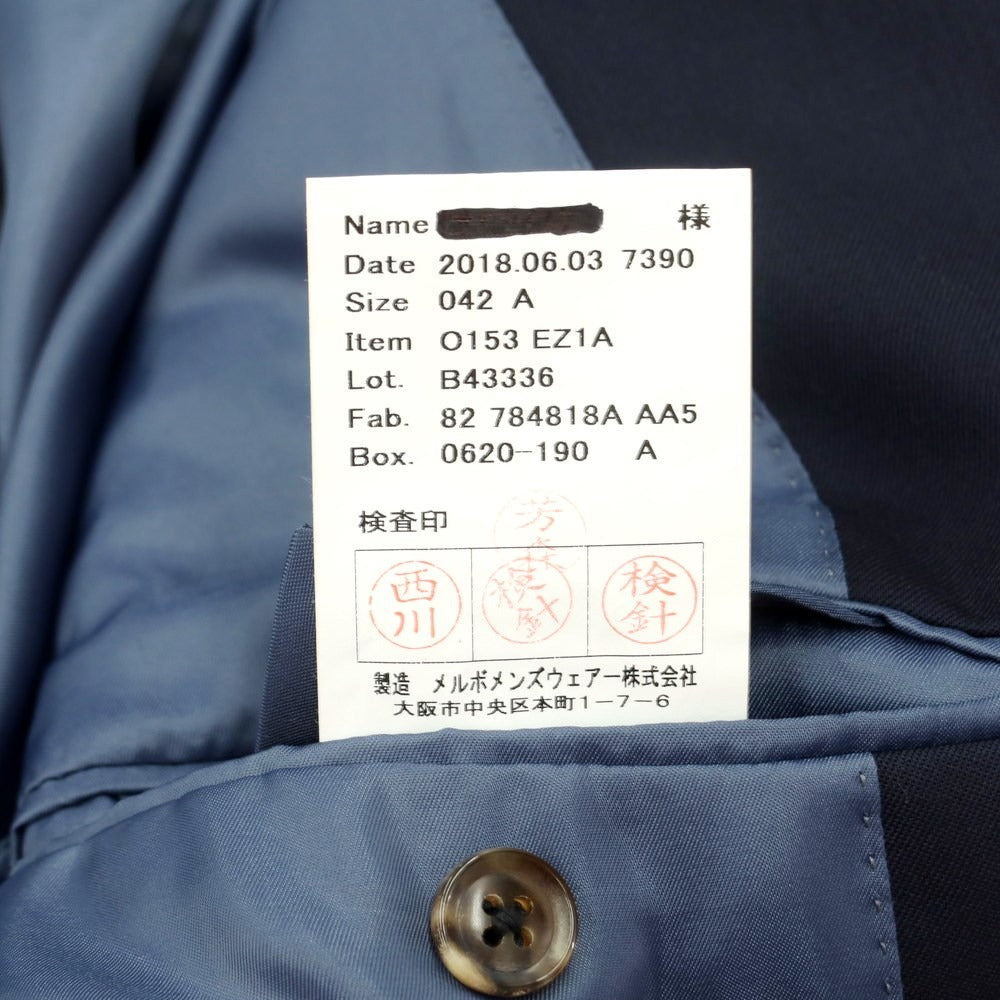 Name 様
Date 2018.06.03 7390
Size 042 A
Item O153 EZ1A
Lot. B43336
Fab. 82 784818A AA5
Box. 0620-190 A
検査印
芳
西川
検針
製造 メルボメンズウェアー株式会社
大阪市中央区本町1-7-6